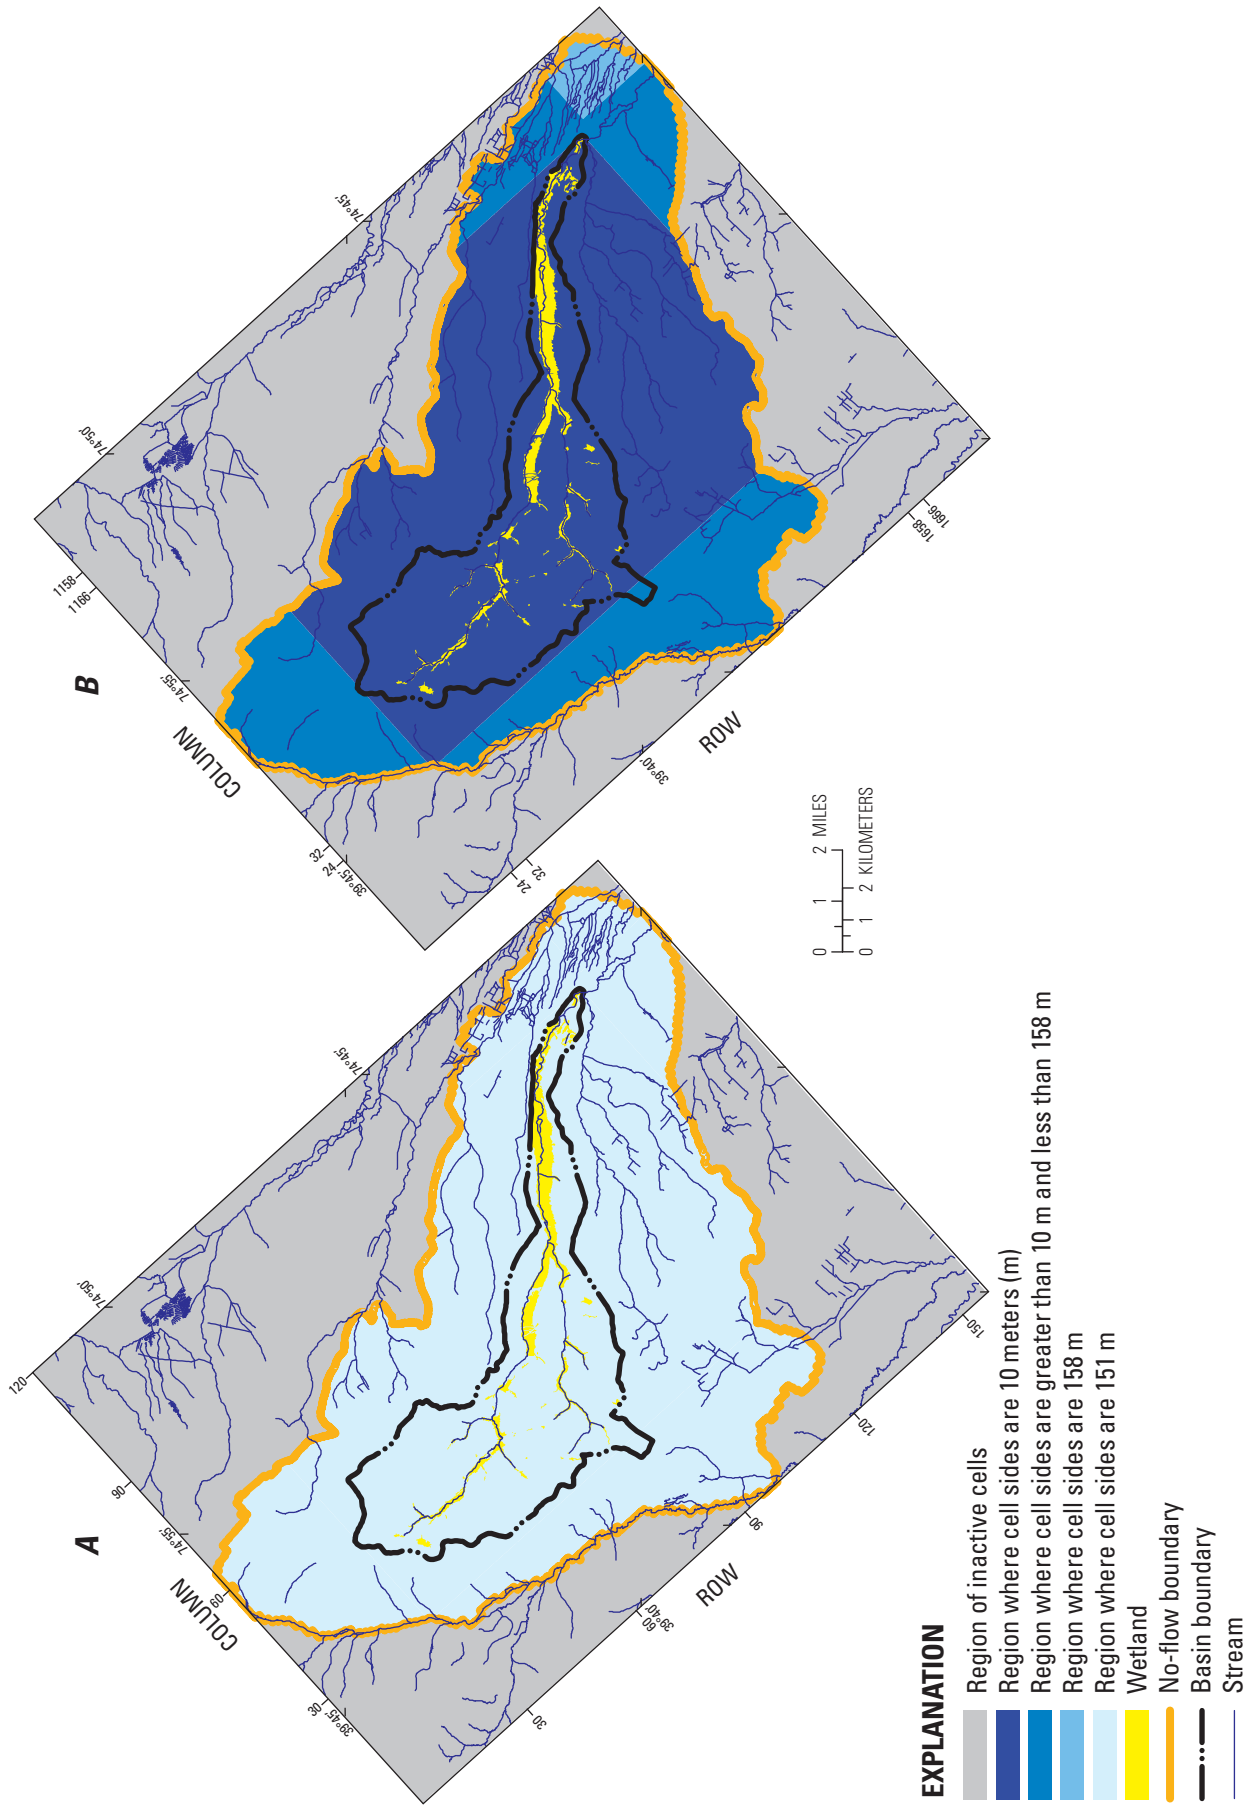 A
COLUMN
30
39°45'
60
74°55'
90
74°50'
120
74°45'
ROW
30
60
39°40'
90
120
150
B
COLUMN
24
32
39°45'
74°55'
1166
1158
74°50'
74°45'
ROW
24
32
39°40'
1658
1666
0 1 2 MILES
0 1 2 KILOMETERS
EXPLANATION
Region of inactive cells
Region where cell sides are 10 meters (m)
Region where cell sides are greater than 10 m and less than 158 m
Region where cell sides are 158 m
Region where cell sides are 151 m
Wetland
No-flow boundary
Basin boundary
Stream